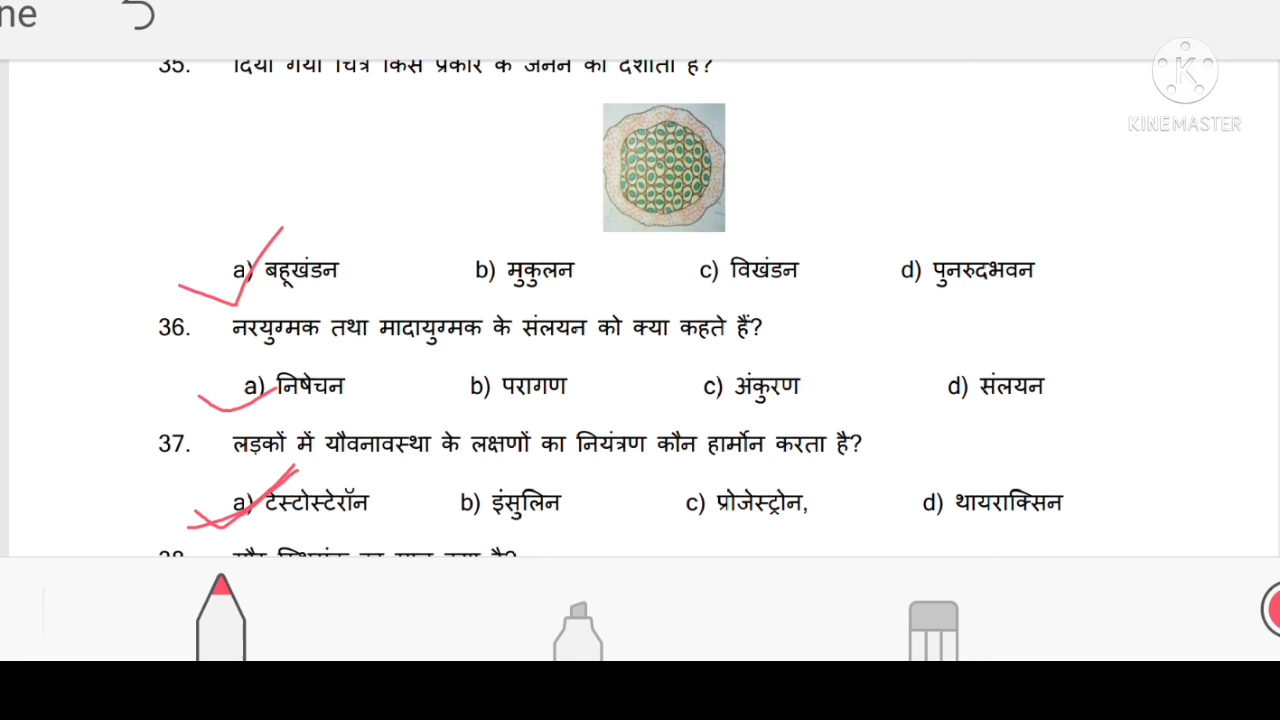 ne
35. दिया गया चित्र किस प्रकार के जनन को दर्शाता है?
KINEMASTER
a) बहूखंडन b) मुकुलन c) विखंडन d) पुनरुदभवन
36. नरयुग्मक तथा मादायुग्मक के संलयन को क्या कहते हैं?
a) निषेचन b) परागण c) अंकुरण d) संलयन
37. लड़कों में यौवनावस्था के लक्षणों का नियंत्रण कौन हार्मोन करता है?
a) टेस्टोस्टेरॉन b) इंसुलिन c) प्रोजेस्ट्रोन, d) थायराक्सिन
38. सौर स्थिरांक का मान क्या है?